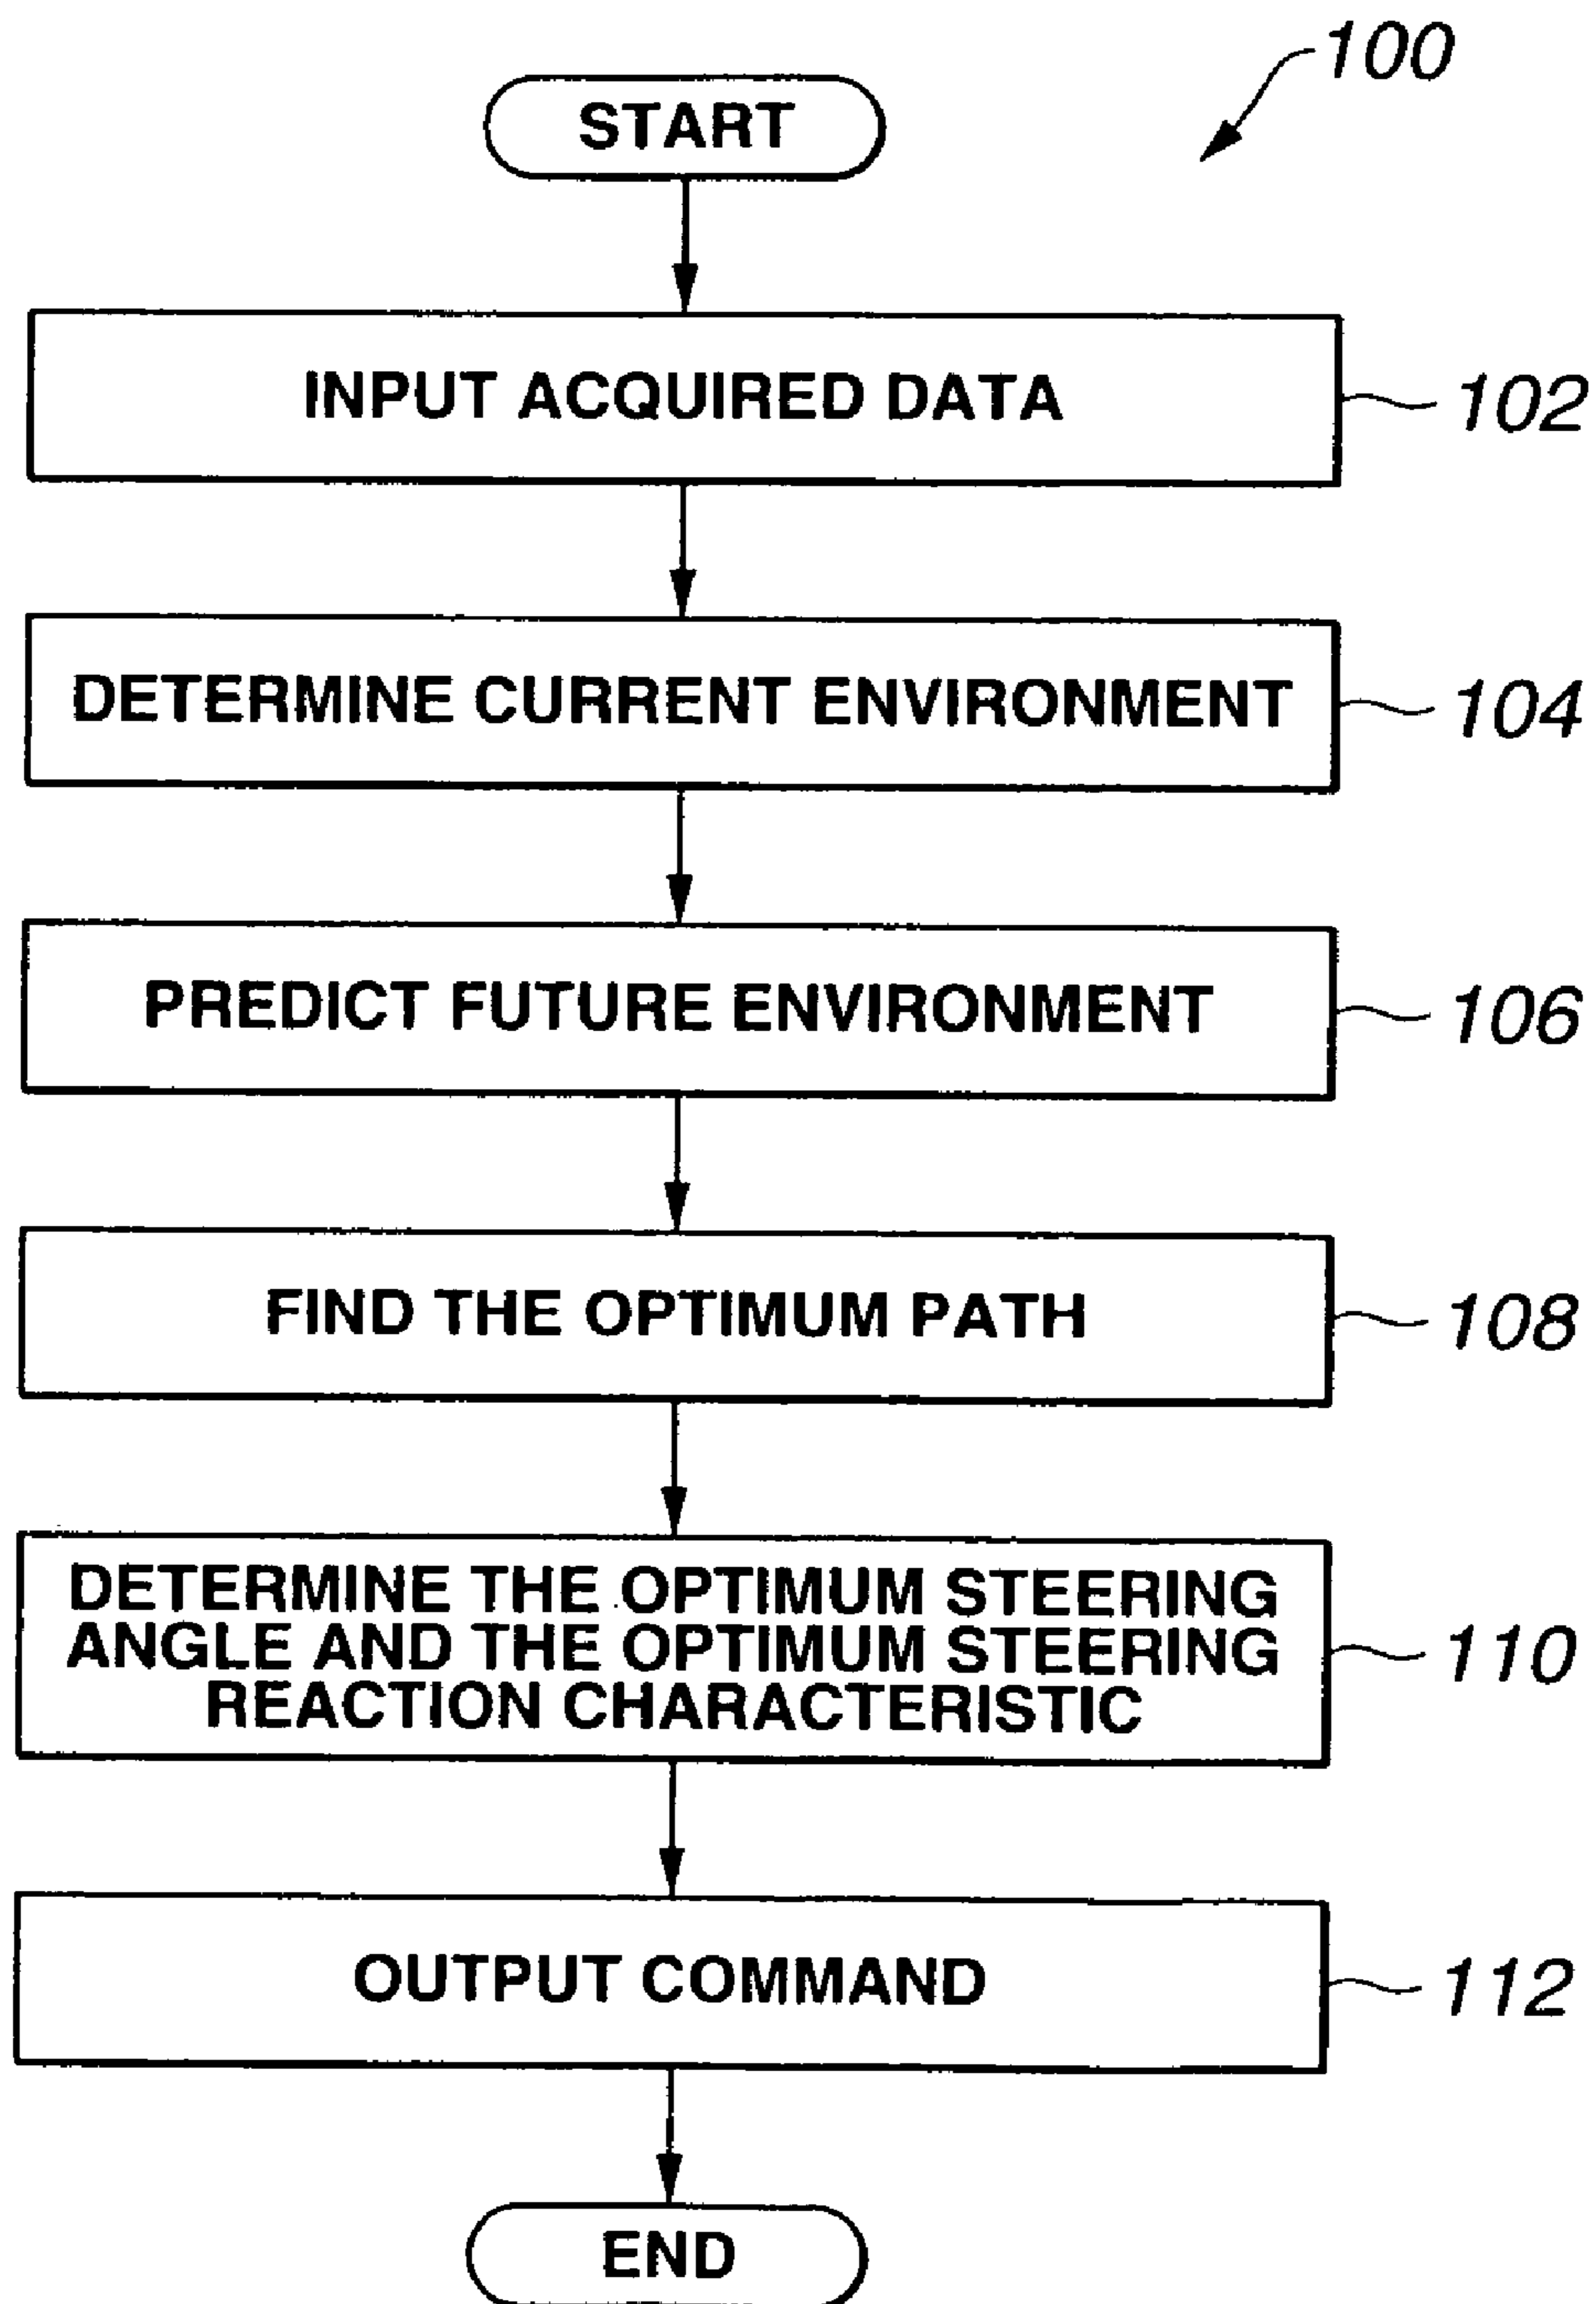 100
START
INPUT ACQUIRED DATA
102
DETERMINE CURRENT ENVIRONMENT
104
PREDICT FUTURE ENVIRONMENT
106
FIND THE OPTIMUM PATH
108
DETERMINE THE OPTIMUM STEERING
ANGLE AND THE OPTIMUM STEERING
REACTION CHARACTERISTIC
110
OUTPUT COMMAND
112
END